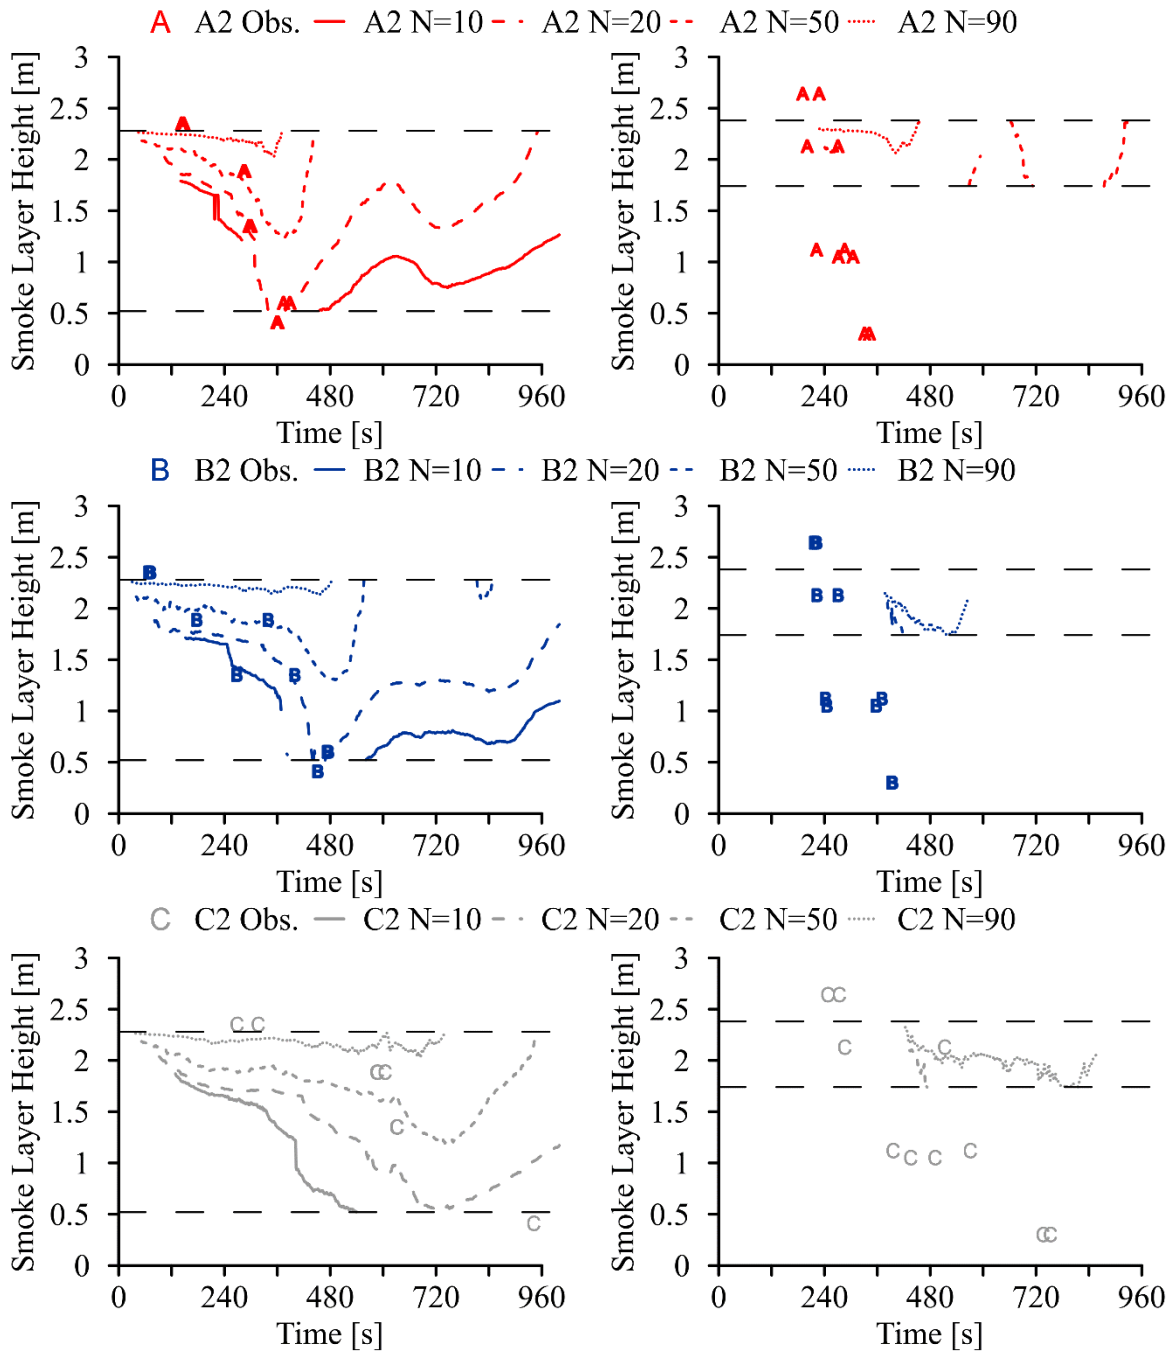 A A2 Obs. A2 N=10 A2 N=20 A2 N=50 A2 N=90
Smoke Layer Height [m]
3
2.5
2
1.5
1
0.5
0
A
A
A
A A
A
0 240 480 720 960
Time [s]
Smoke Layer Height [m]
3
2.5
2
1.5
1
0.5
0
A A
A A
A A A A
A A
0 240 480 720 960
Time [s]
B B2 Obs. B2 N=10 B2 N=20 B2 N=50 B2 N=90
Smoke Layer Height [m]
3
2.5
2
1.5
1
0.5
0
B
B B
B B
B
B
0 240 480 720 960
Time [s]
Smoke Layer Height [m]
3
2.5
2
1.5
1
0.5
0
B
B B
B B B B
B
0 240 480 720 960
Time [s]
C C2 Obs. C2 N=10 C2 N=20 C2 N=50 C2 N=90
Smoke Layer Height [m]
3
2.5
2
1.5
1
0.5
0
C C
C C
C
C
0 240 480 720 960
Time [s]
Smoke Layer Height [m]
3
2.5
2
1.5
1
0.5
0
C C
C C
C C C C
C C
0 240 480 720 960
Time [s]